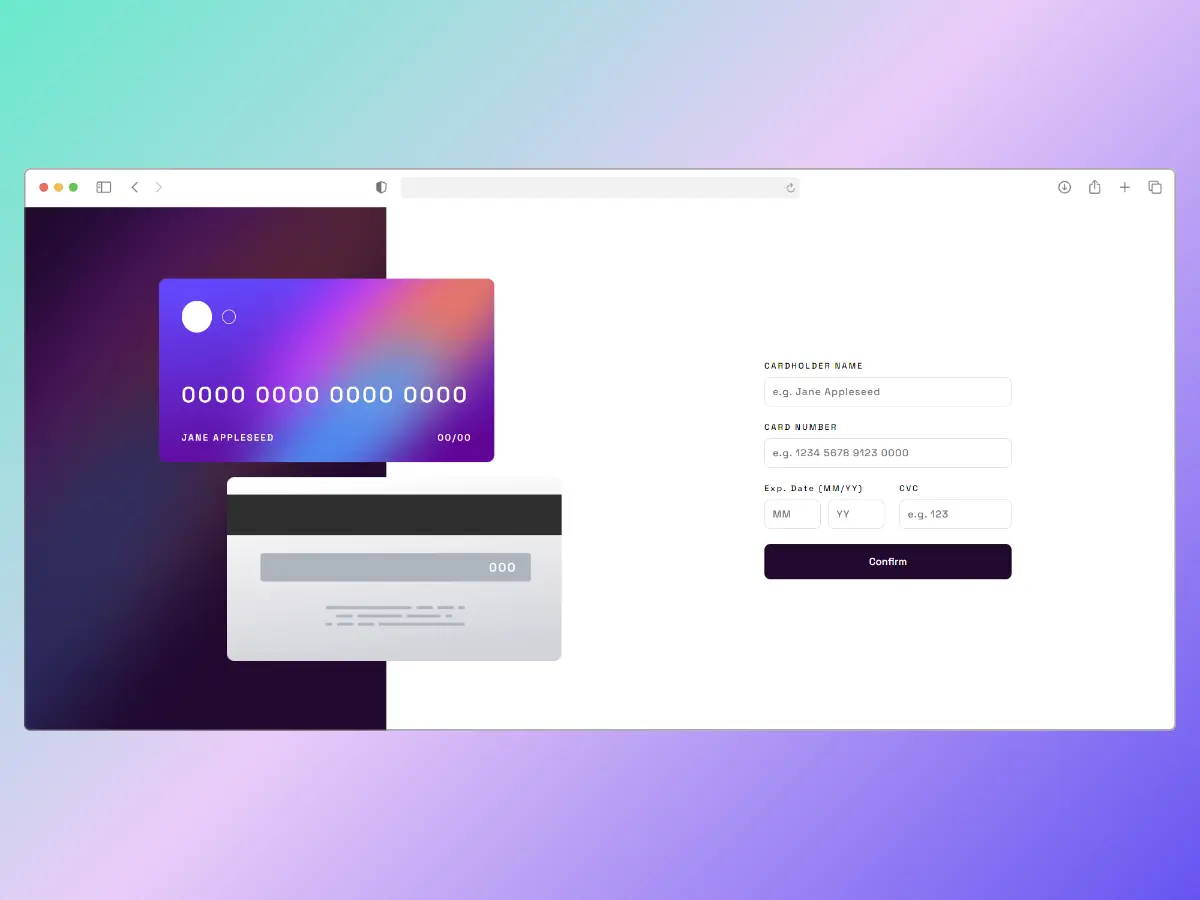 0000 0000 0000 0000
JANE APPLESEED 00/00
000
CARDHOLDER NAME
e.g. Jane Appleseed
CARD NUMBER
e.g. 1234 5678 9123 0000
Exp. Date (MM/YY) CVC
MM YY e.g. 123
Confirm